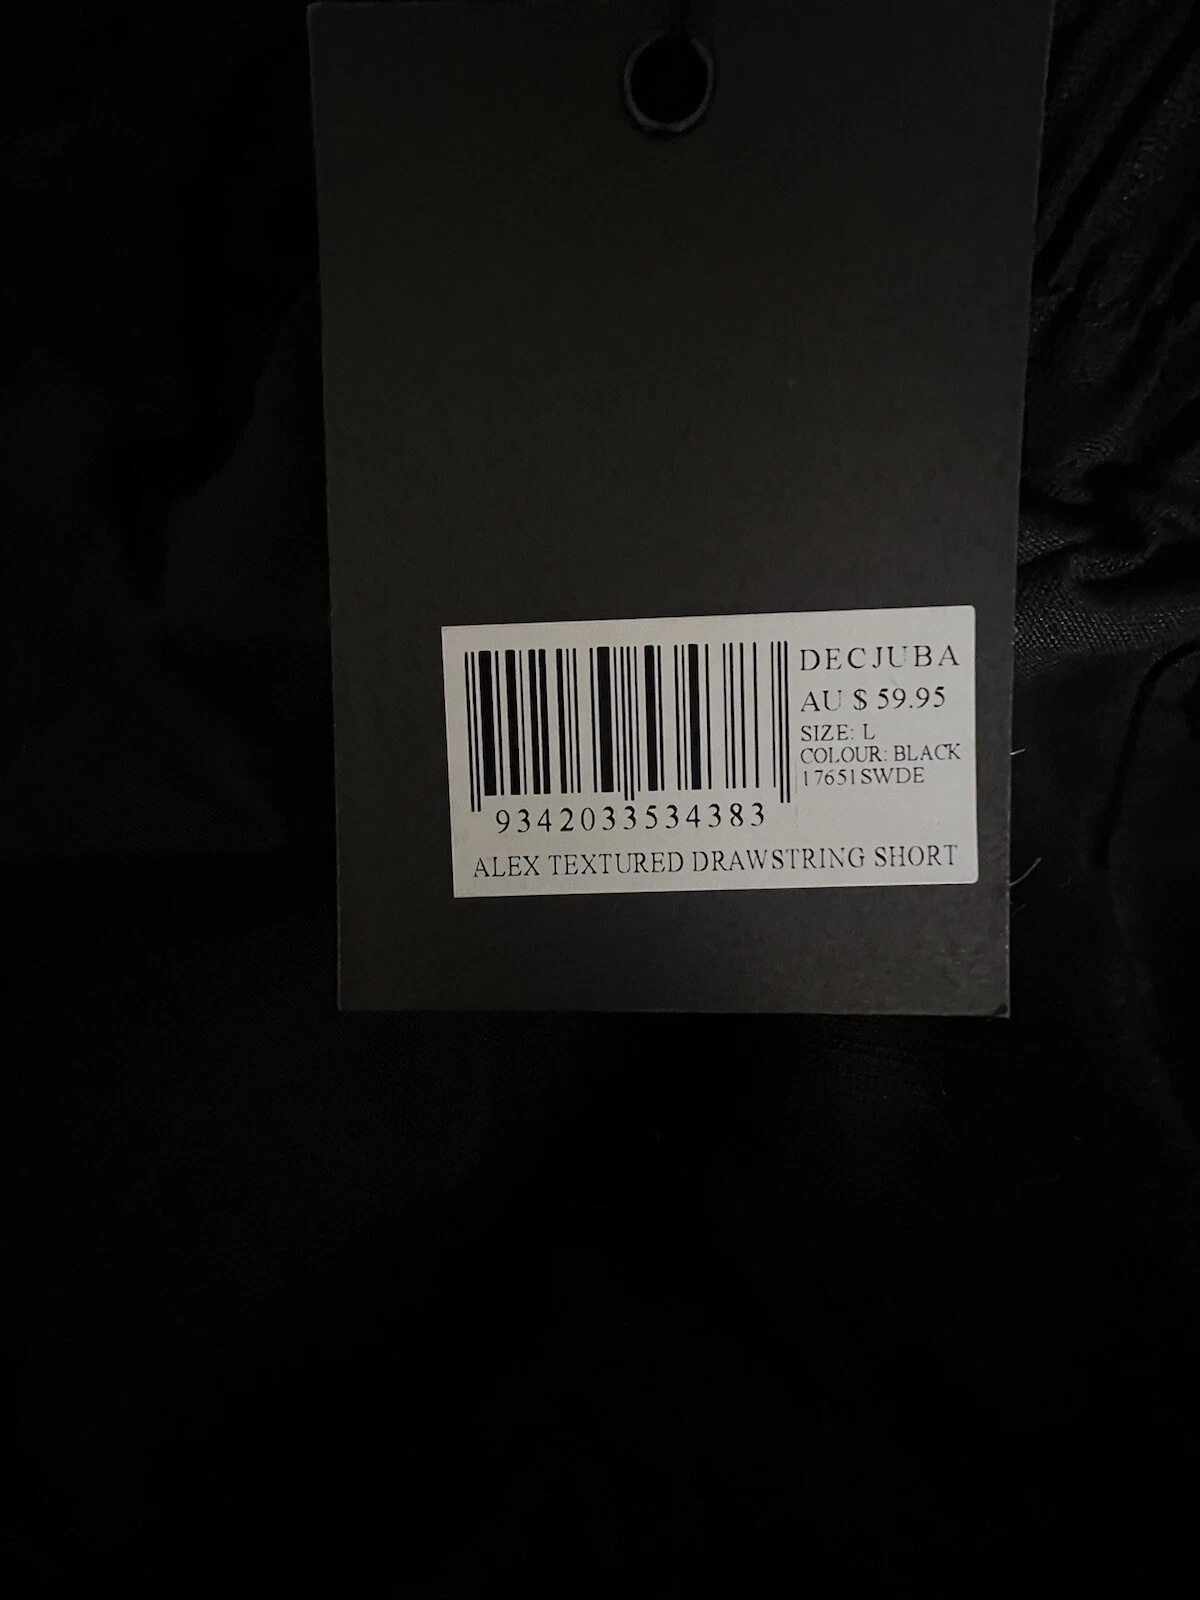 DECJUBA
AU $ 59.95
SIZE: L
COLOUR: BLACK
17651SWDE
9342033534383
ALEX TEXTURED DRAWSTRING SHORT